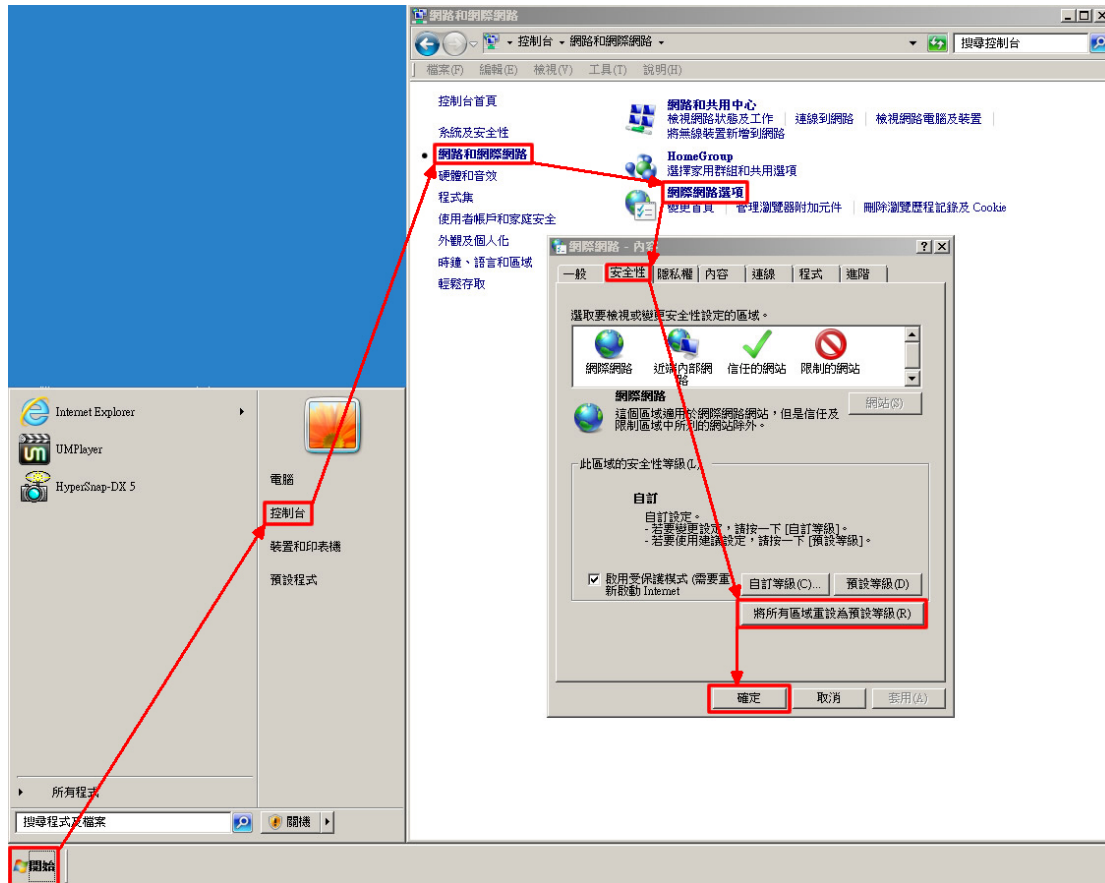 網路和網際網路
控制台 網路和網際網路
搜尋控制台
檔案(F) 編輯(E) 檢視(V) 工具(T) 說明(H)
控制台首頁
系統及安全性
網路和網際網路
硬體和音效
程式集
使用者帳戶和家庭安全
外觀及個人化
時鐘、語言和區域
輕鬆存取
網路和共用中心
檢視網路狀態及工作 連線到網路 檢視網路電腦及裝置
將無線裝置新增到網路
HomeGroup
選擇家用群組和共用選項
網際網路選項
變更首頁 管理瀏覽器附加元件 刪除瀏覽歷程記錄及 Cookie
網際網路 - 內容
一般 安全性 隱私權 內容 連線 程式 進階
選取要檢視或變更安全性設定的區域。
網際網路 近端內部網路 信任的網站 限制的網站
網際網路
這個區域適用於網際網路網站，但是信任及
限制區域中所列的網站除外。
網站(S)
此區域的安全性等級(L)
自訂
自訂設定。
- 若要變更設定，請按一下 [自訂等級]。
- 若要使用建議設定，請按一下 [預設等級]。
啟用受保護模式 (需要重
新啟動 Internet
自訂等級(C)... 預設等級(D)
將所有區域重設為預設等級(R)
確定 取消 套用(A)
Internet Explorer
UMPlayer
HyperSnap-DX 5
電腦
控制台
裝置和印表機
預設程式
所有程式
搜尋程式及檔案
關機
開始